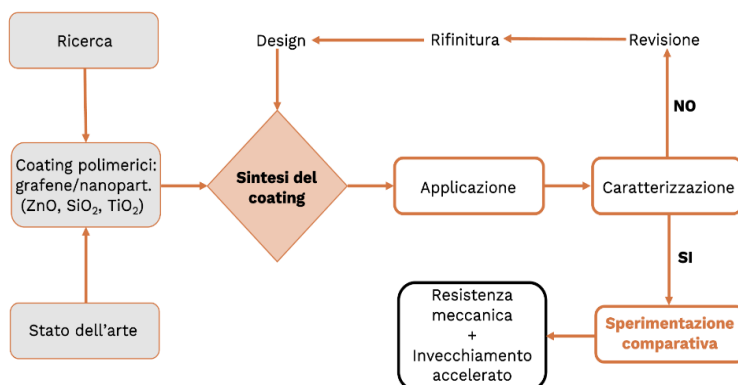 Ricerca
Design
Rifinitura
Revisione
NO
Coating polimerici:
grafene/nanopart.
(ZnO, SiO₂, TiO₂)
Sintesi del
coating
Applicazione
Caratterizzazione
SI
Stato dell'arte
Resistenza
meccanica
+
Invecchiamento
accelerato
Sperimentazione
comparativa